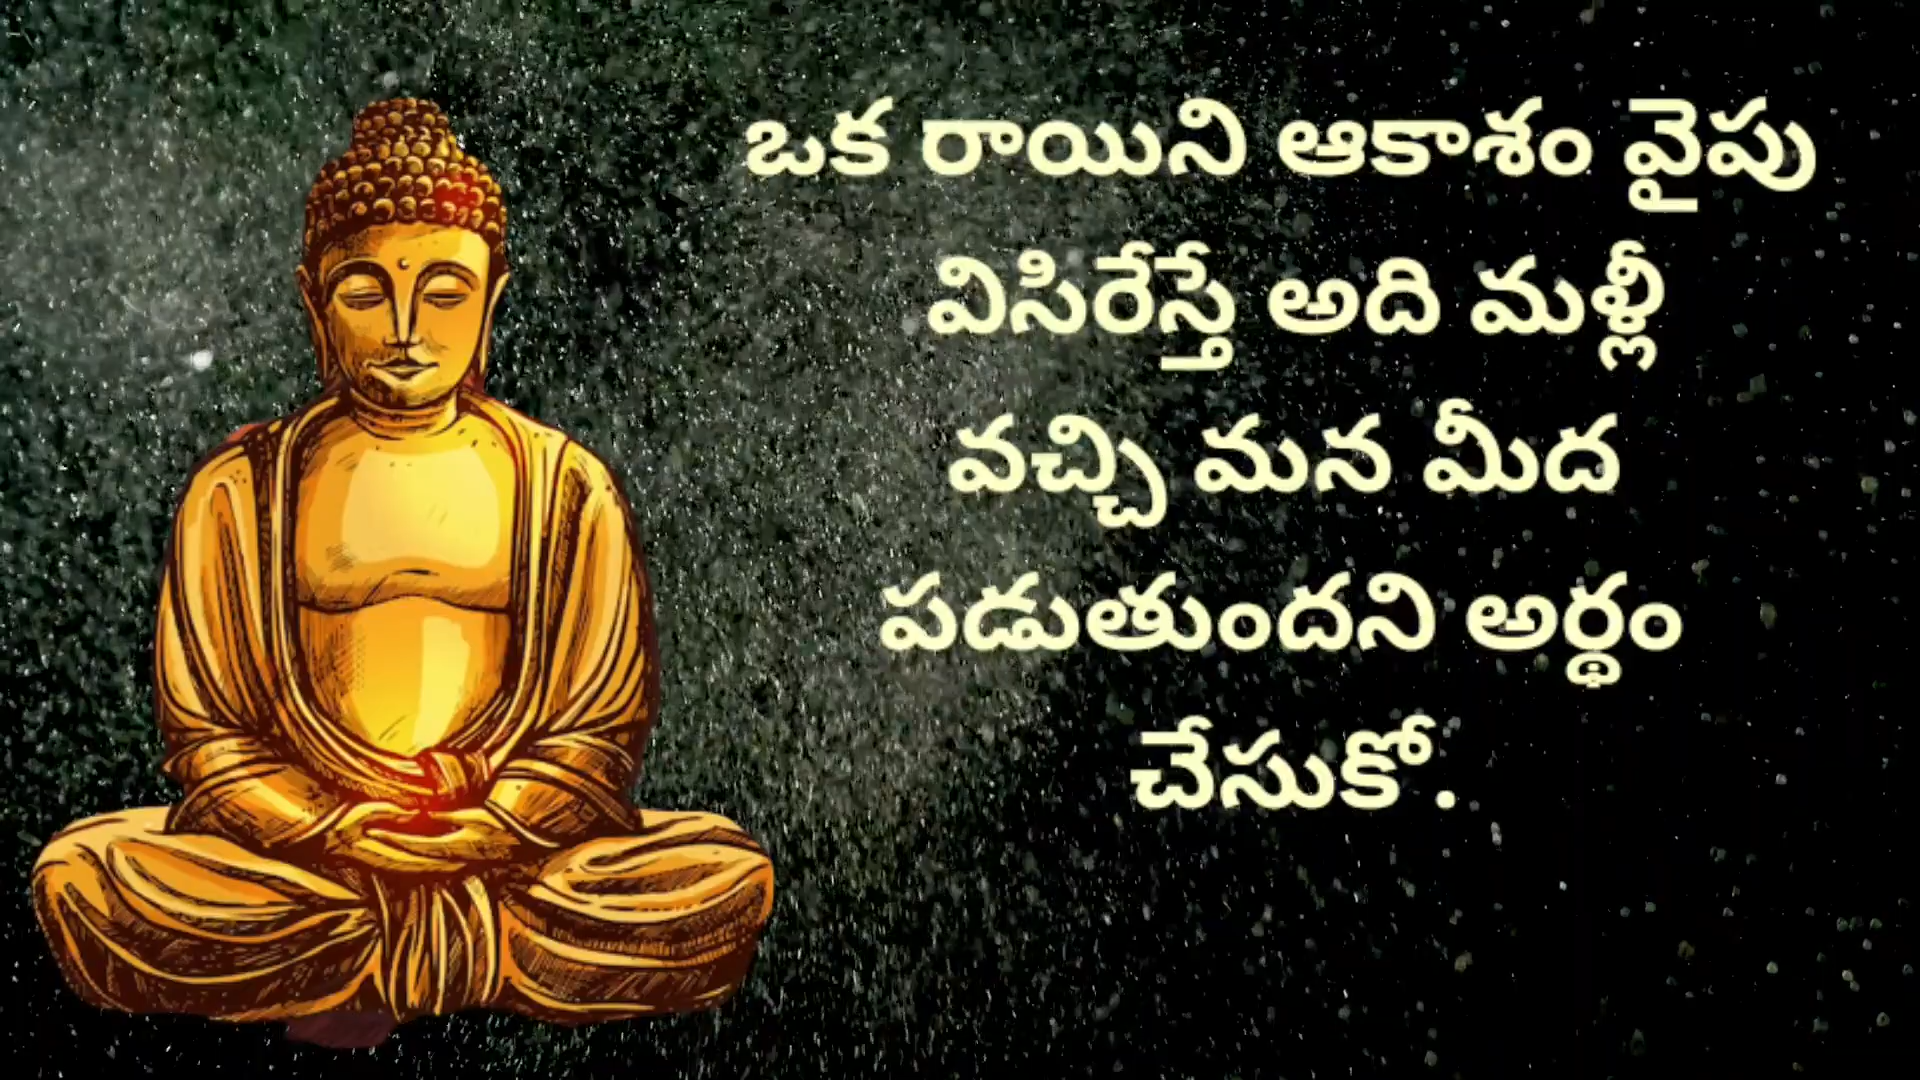 ఒక రాయిని ఆకాశం వైపు
విసిరేస్తే అది మళ్లీ
వచ్చి మన మీద
పడుతుందని అర్థం
చేసుకో.